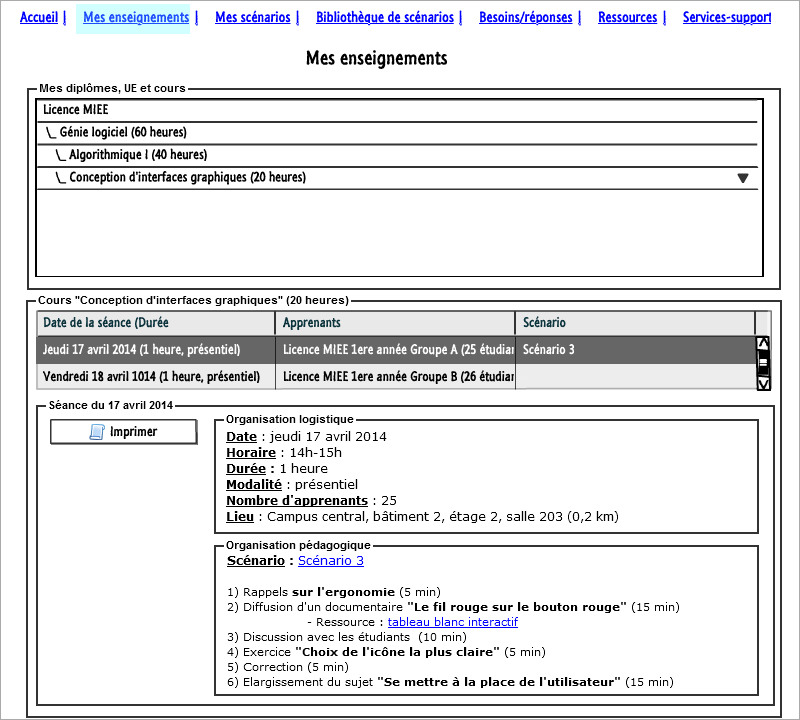 Accueil | Mes enseignements | Mes scénarios | Bibliothèque de scénarios | Besoins/réponses | Ressources | Services-support
Mes enseignements
Mes diplômes, UE et cours
Licence MIEE
\_ Génie logiciel (60 heures)
\_ Algorithmique I (40 heures)
\_ Conception d'interfaces graphiques (20 heures)
Cours "Conception d'interfaces graphiques" (20 heures)
Date de la séance (Durée Apprenants Scénario
Jeudi 17 avril 2014 (1 heure, présentiel) Licence MIEE 1ere année Groupe A (25 étudiar Scénario 3
Vendredi 18 avril 1014 (1 heure, présentiel) Licence MIEE 1ere année Groupe B (26 étudiar
Séance du 17 avril 2014
Imprimer
Organisation logistique
Date : jeudi 17 avril 2014
Horaire : 14h-15h
Durée : 1 heure
Modalité : présentiel
Nombre d'apprenants : 25
Lieu : Campus central, bâtiment 2, étage 2, salle 203 (0,2 km)
Organisation pédagogique
Scénario : Scénario 3
1) Rappels sur l'ergonomie (5 min)
2) Diffusion d'un documentaire "Le fil rouge sur le bouton rouge" (15 min)
- Ressource : tableau blanc interactif
3) Discussion avec les étudiants (10 min)
4) Exercice "Choix de l'icône la plus claire" (5 min)
5) Correction (5 min)
6) Elargissement du sujet "Se mettre à la place de l'utilisateur" (15 min)